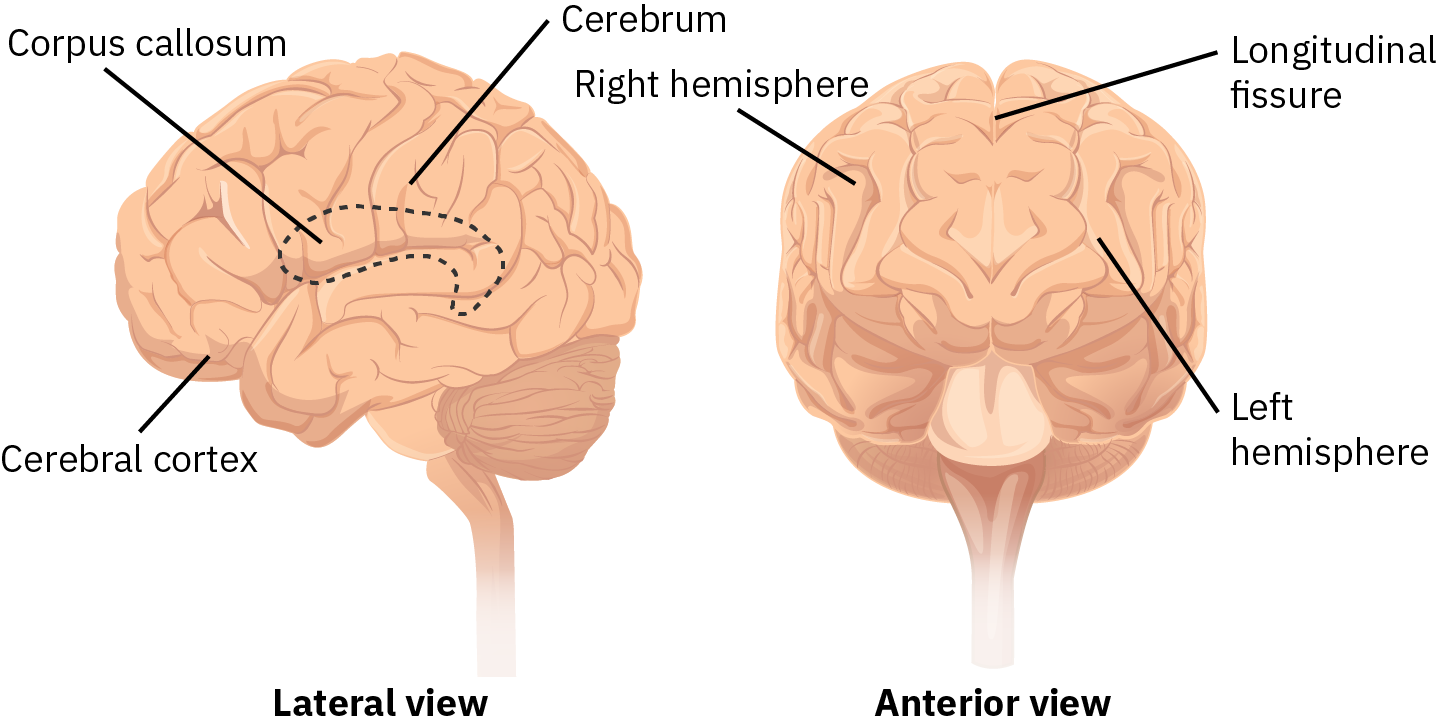 Corpus callosum
Cerebrum
Right hemisphere
Longitudinal
fissure
Left
hemisphere
Cerebral cortex
Lateral view
Anterior view